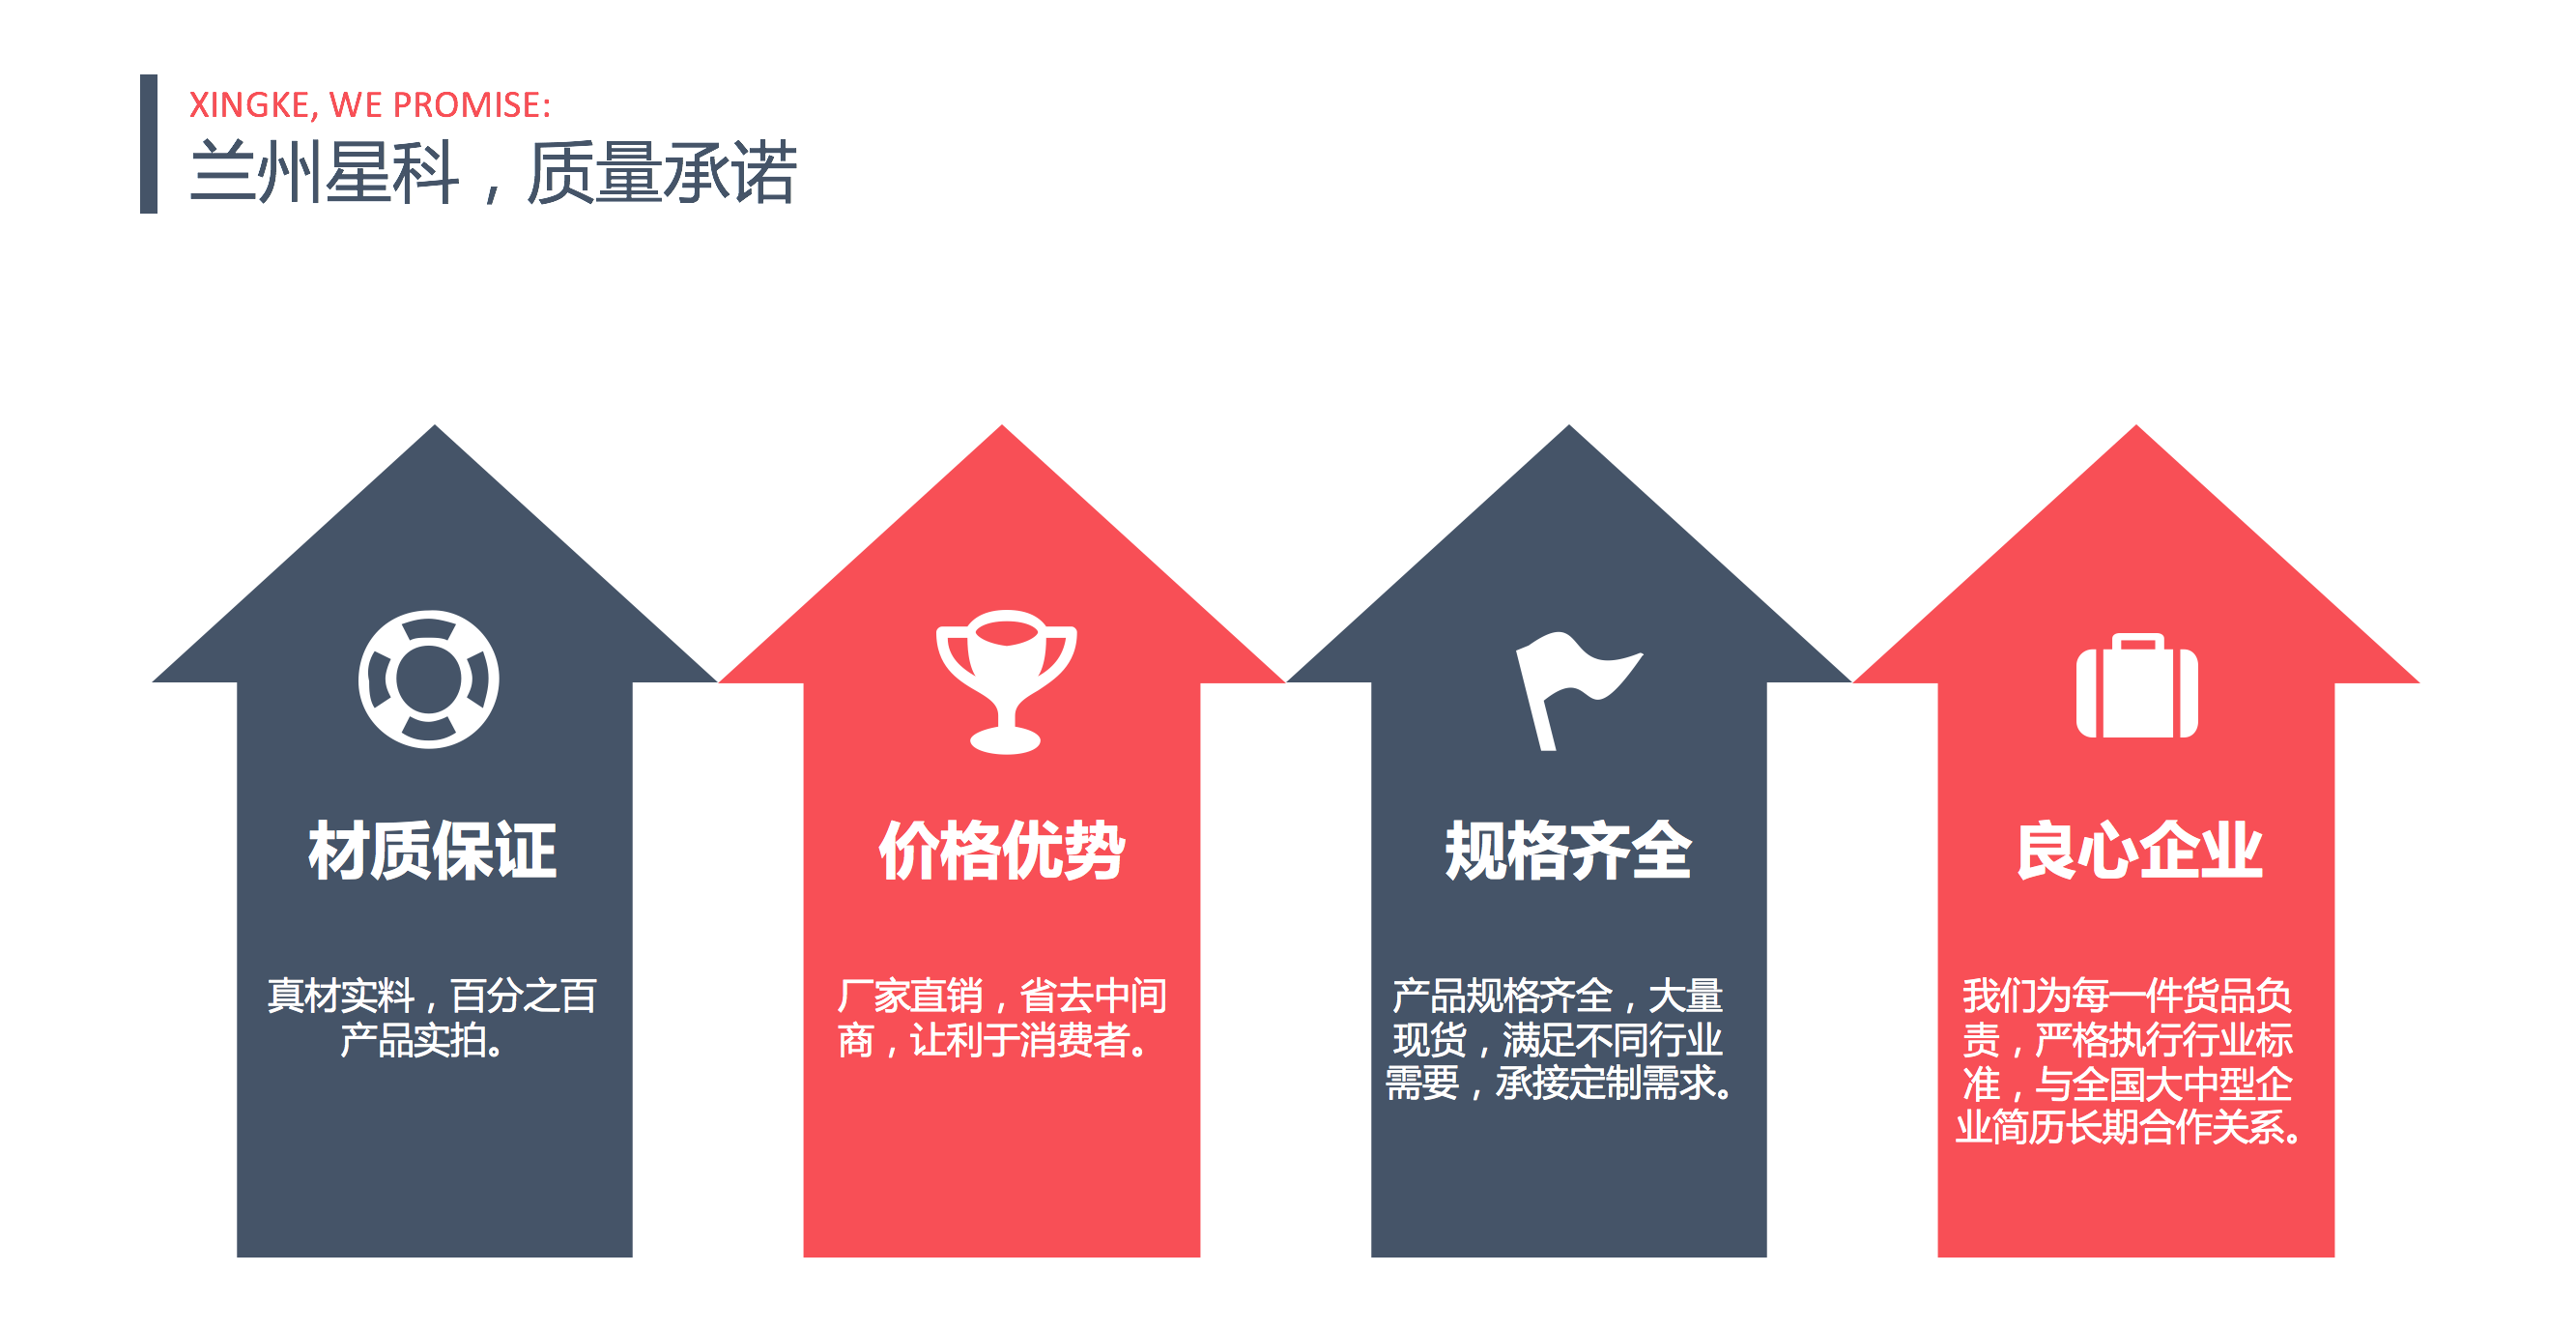 XINGKE, WE PROMISE:
兰州星科，质量承诺
材质保证
真材实料，百分之百
产品实拍。
价格优势
厂家直销，省去中间
商，让利于消费者。
规格齐全
产品规格齐全，大量
现货，满足不同行业
需要，承接定制需求。
良心企业
我们为每一件货品负
责，严格执行行业标
准，与全国大中型企
业简历长期合作关系。